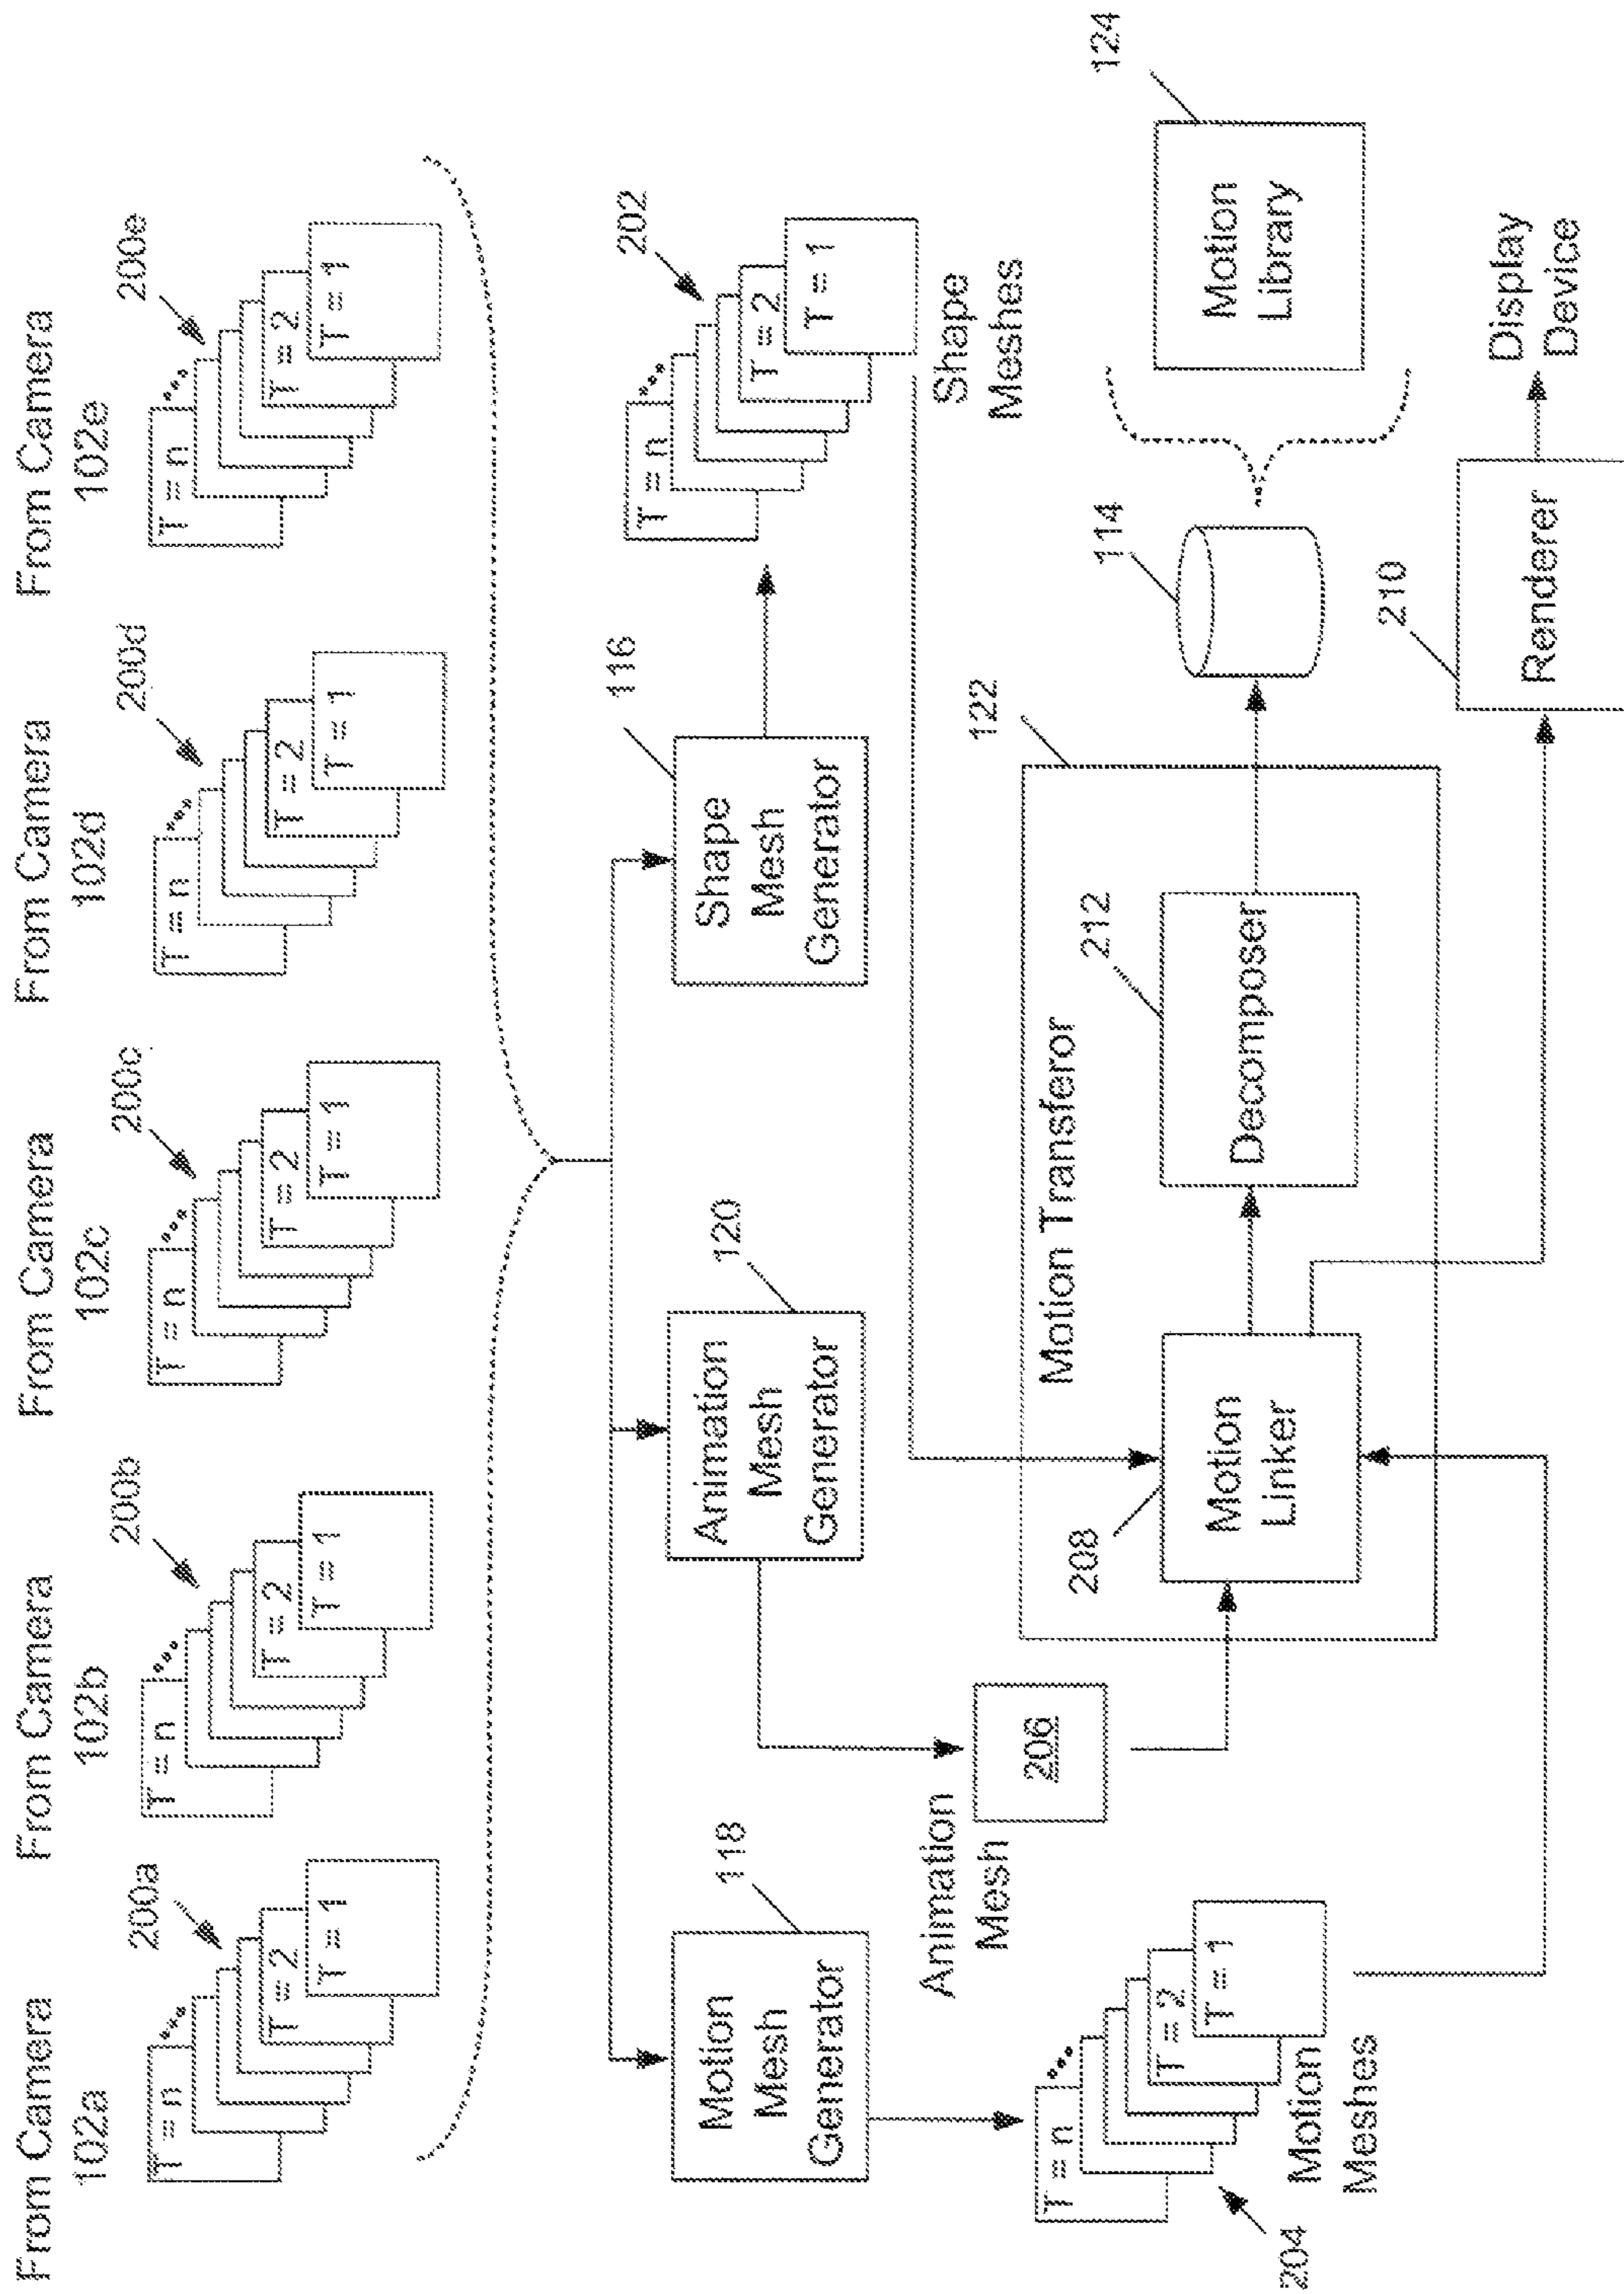 From Camera
102a
From Camera
102b
From Camera
102c
From Camera
102d
From Camera
102e
200a
200b
200c
200d
200e
T = n
T = 2
T = 1
T = n
T = 2
T = 1
T = n
T = 2
T = 1
T = n
T = 2
T = 1
T = n
T = 2
T = 1
118
Motion
Mesh
Generator
120
Animation
Mesh
Generator
116
Shape
Mesh
Generator
202
T = n
T = 2
T = 1
Shape
Meshes
Animation
Mesh
206
204
T = n
T = 2
T = 1
Motion
Meshes
122
Motion Transferor
208
Motion
Linker
212
Decomposer
114
124
Motion
Library
210
Renderer
Display
Device